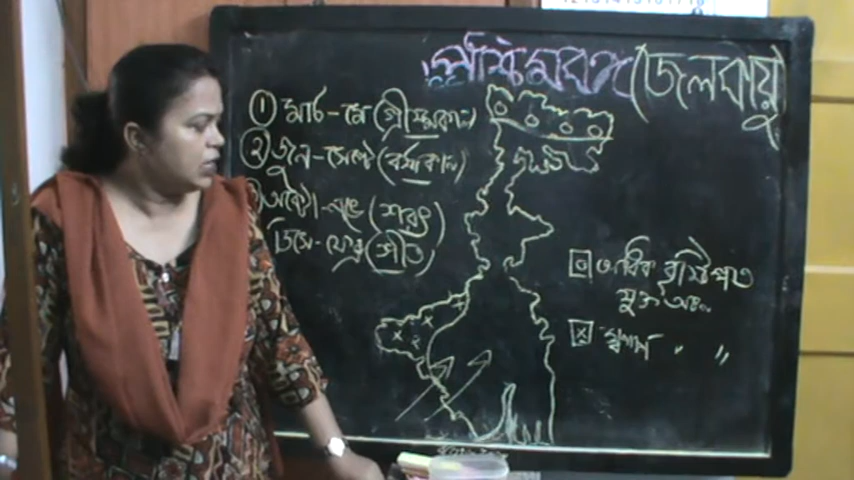 পশ্চিমবঙ্গ (জলবায়ু)
① মার্চ - মে (গ্রীষ্মকাল)
② জুন - সেপ্টে (বর্ষাকাল)
অক্টো - নভে (শরৎ)
ডিসে - ফেব্রু (শীত)
অধিক বৃষ্টিপাত
যুক্ত অঞ্চল
x স্বল্প " "